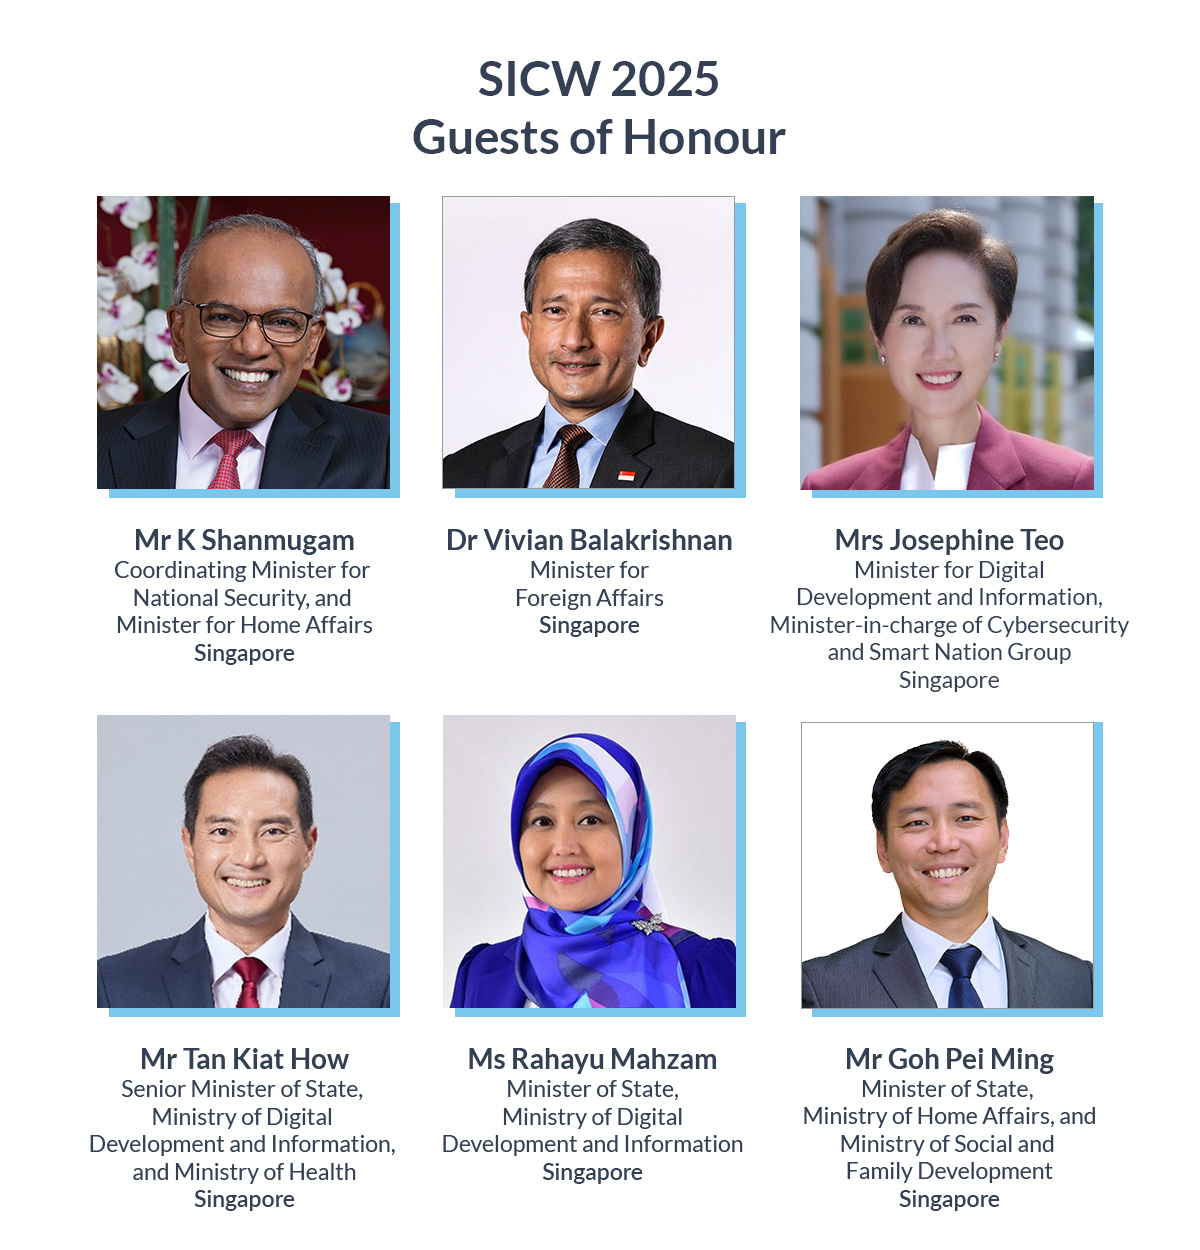 SICW 2025
Guests of Honour
Mr K Shanmugam
Coordinating Minister for
National Security, and
Minister for Home Affairs
Singapore
Dr Vivian Balakrishnan
Minister for
Foreign Affairs
Singapore
Mrs Josephine Teo
Minister for Digital
Development and Information,
Minister-in-charge of Cybersecurity
and Smart Nation Group
Singapore
Mr Tan Kiat How
Senior Minister of State,
Ministry of Digital
Development and Information,
and Ministry of Health
Singapore
Ms Rahayu Mahzam
Minister of State,
Ministry of Digital
Development and Information
Singapore
Mr Goh Pei Ming
Minister of State,
Ministry of Home Affairs, and
Ministry of Social and
Family Development
Singapore